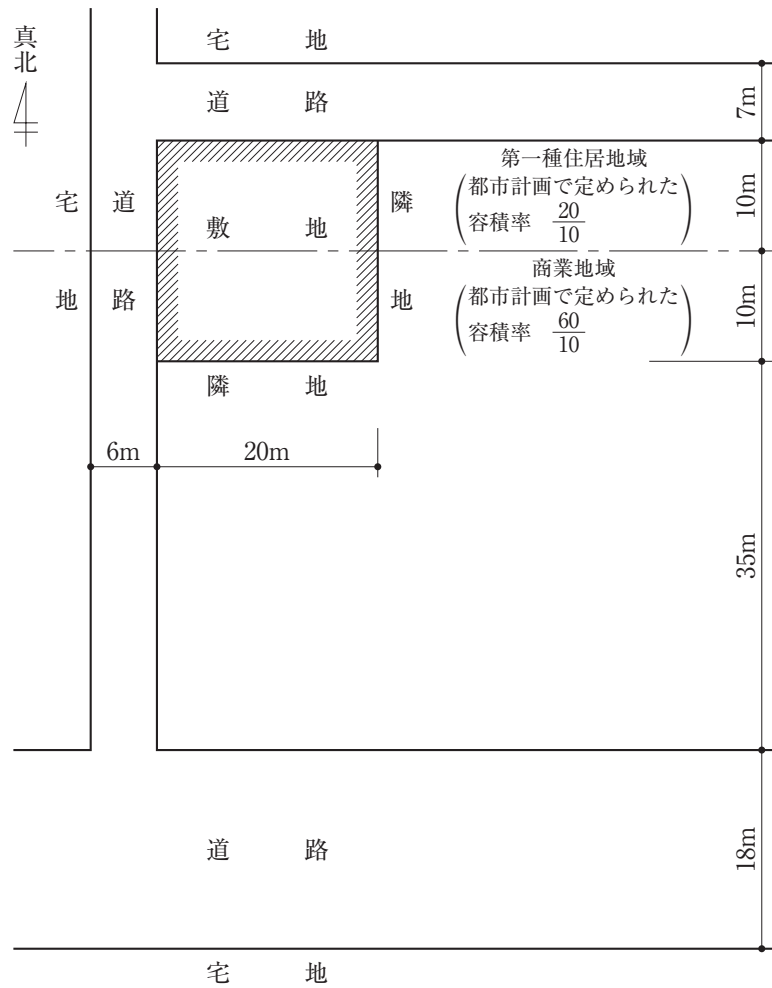 真北
宅地
道路
7m
第一種住居地域
(都市計画で定められた
容積率 20/10)
10m
宅地
道路
敷地
隣地
商業地域
(都市計画で定められた
容積率 60/10)
10m
隣地
6m
20m
35m
道路
18m
宅地